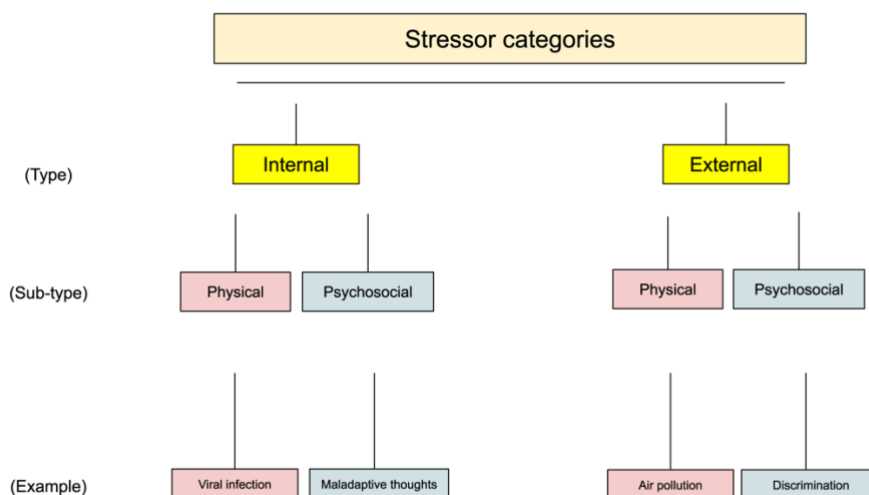 Stressor categories
(Type)
Internal
External
(Sub-type)
Physical
Psychosocial
Physical
Psychosocial
(Example)
Viral infection
Maladaptive thoughts
Air pollution
Discrimination